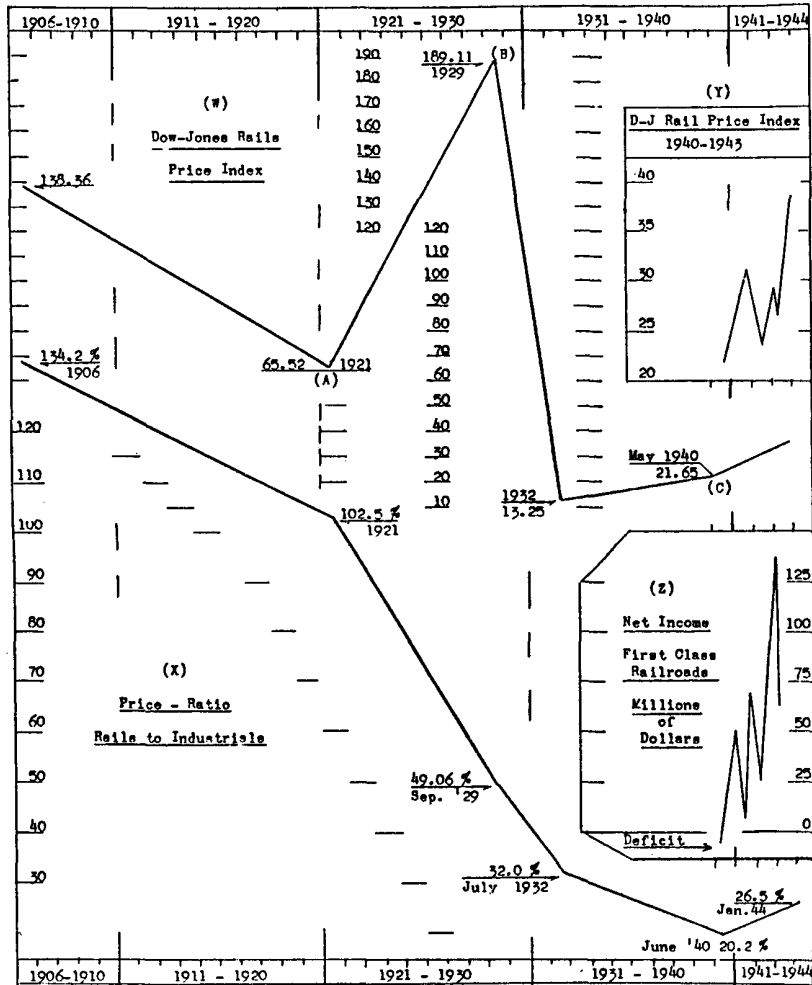 1906-1910 1911 - 1920 1921 - 1930 1931 - 1940 1941-1944
190
180
170
160
150
140
130
120
189.11
1929
(B)
(W)
Dow-Jones Rails
Price Index
138.36
(Y)
D-J Rail Price Index
1940-1943
40
35
30
25
20
120
110
100
90
80
70
60
50
40
30
20
10
134.2 %
1906
65.52 1921
(A)
May 1940
21.65
(C)
1932
13.25
102.5 %
1921
120
110
100
90
80
70
60
50
40
30
(X)
Price - Ratio
Rails to Industrials
(Z)
Net Income
First Class
Railroads
Millions
of
Dollars
125
100
75
50
25
0
Deficit
49.06 %
Sep. '29
32.0 %
July 1932
26.5 %
Jan.44
June '40 20.2 %
1906-1910 1911 - 1920 1921 - 1930 1931 - 1940 1941-1944